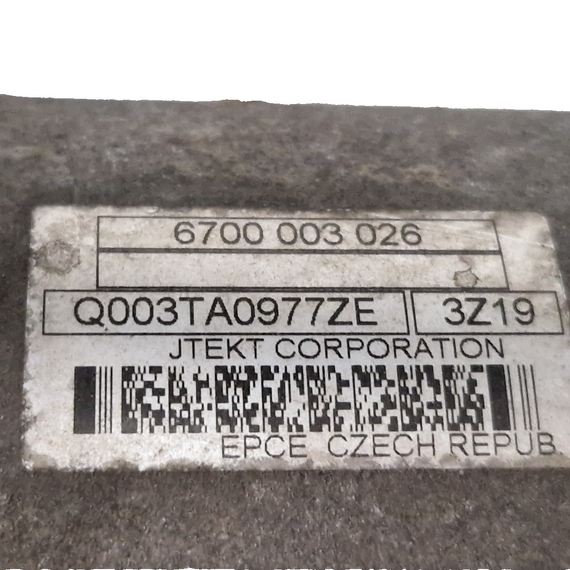 6700 003 026
Q003TA0977ZE 3Z19
JTEKT CORPORATION
EPCE CZECH REPUB.